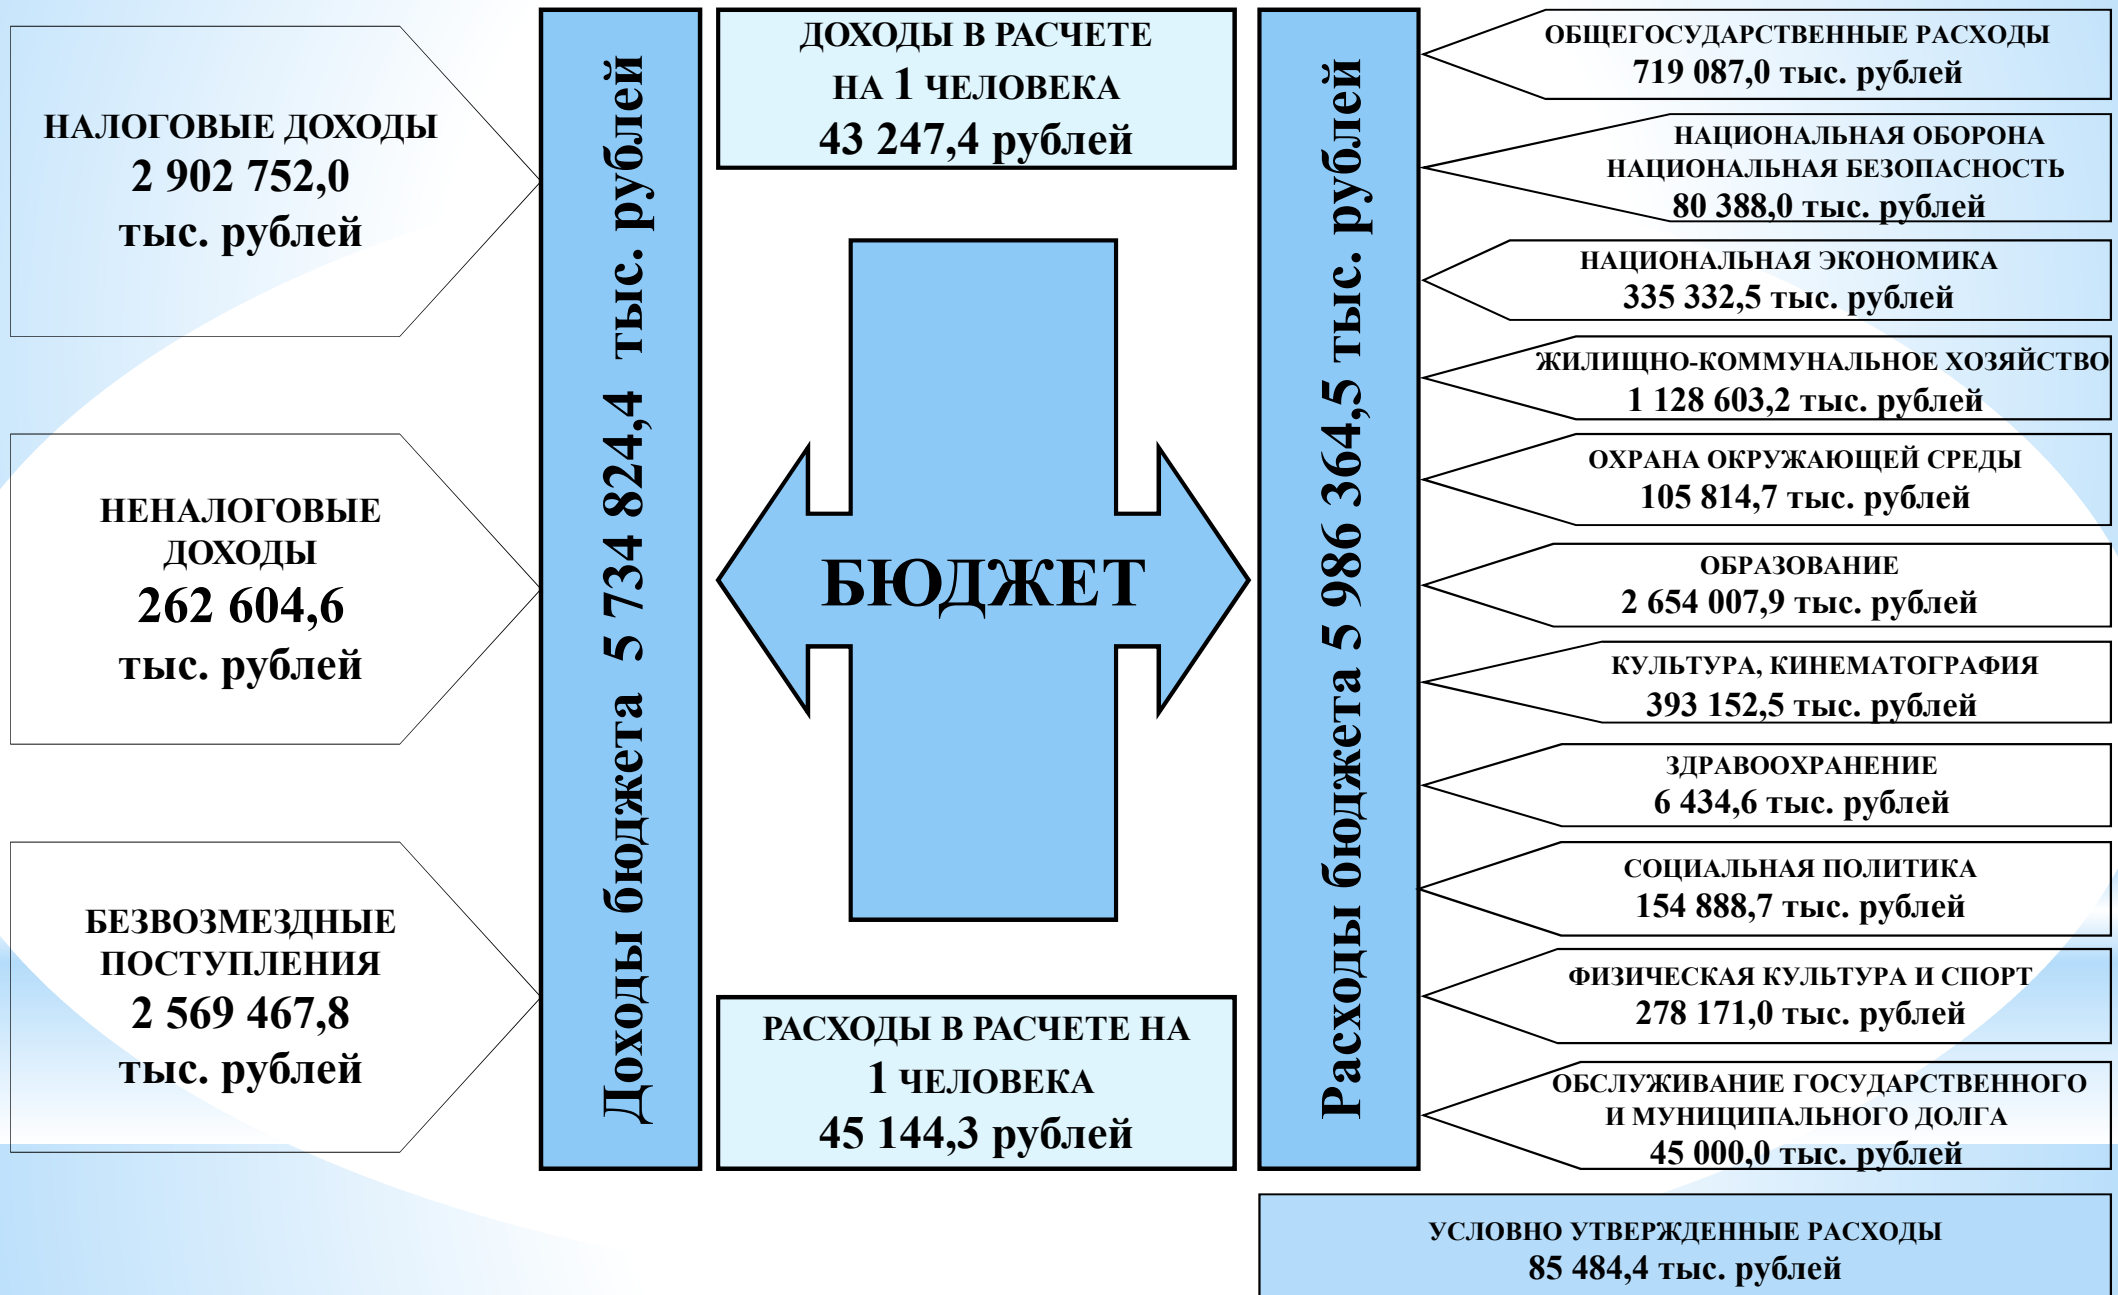 НАЛОГОВЫЕ ДОХОДЫ
2 902 752,0
тыс. рублей
НЕНАЛОГОВЫЕ
ДОХОДЫ
262 604,6
тыс. рублей
БЕЗВОЗМЕЗДНЫЕ
ПОСТУПЛЕНИЯ
2 569 467,8
тыс. рублей
Доходы бюджета 5 734 824,4 тыс. рублей
ДОХОДЫ В РАСЧЕТЕ
НА 1 ЧЕЛОВЕКА
43 247,4 рублей
БЮДЖЕТ
РАСХОДЫ В РАСЧЕТЕ НА
1 ЧЕЛОВЕКА
45 144,3 рублей
Расходы бюджета 5 986 364,5 тыс. рублей
ОБЩЕГОСУДАРСТВЕННЫЕ РАСХОДЫ
719 087,0 тыс. рублей
НАЦИОНАЛЬНАЯ ОБОРОНА
НАЦИОНАЛЬНАЯ БЕЗОПАСНОСТЬ
80 388,0 тыс. рублей
НАЦИОНАЛЬНАЯ ЭКОНОМИКА
335 332,5 тыс. рублей
ЖИЛИЩНО-КОММУНАЛЬНОЕ ХОЗЯЙСТВО
1 128 603,2 тыс. рублей
ОХРАНА ОКРУЖАЮЩЕЙ СРЕДЫ
105 814,7 тыс. рублей
ОБРАЗОВАНИЕ
2 654 007,9 тыс. рублей
КУЛЬТУРА, КИНЕМАТОГРАФИЯ
393 152,5 тыс. рублей
ЗДРАВООХРАНЕНИЕ
6 434,6 тыс. рублей
СОЦИАЛЬНАЯ ПОЛИТИКА
154 888,7 тыс. рублей
ФИЗИЧЕСКАЯ КУЛЬТУРА И СПОРТ
278 171,0 тыс. рублей
ОБСЛУЖИВАНИЕ ГОСУДАРСТВЕННОГО
И МУНИЦИПАЛЬНОГО ДОЛГА
45 000,0 тыс. рублей
УСЛОВНО УТВЕРЖДЕННЫЕ РАСХОДЫ
85 484,4 тыс. рублей